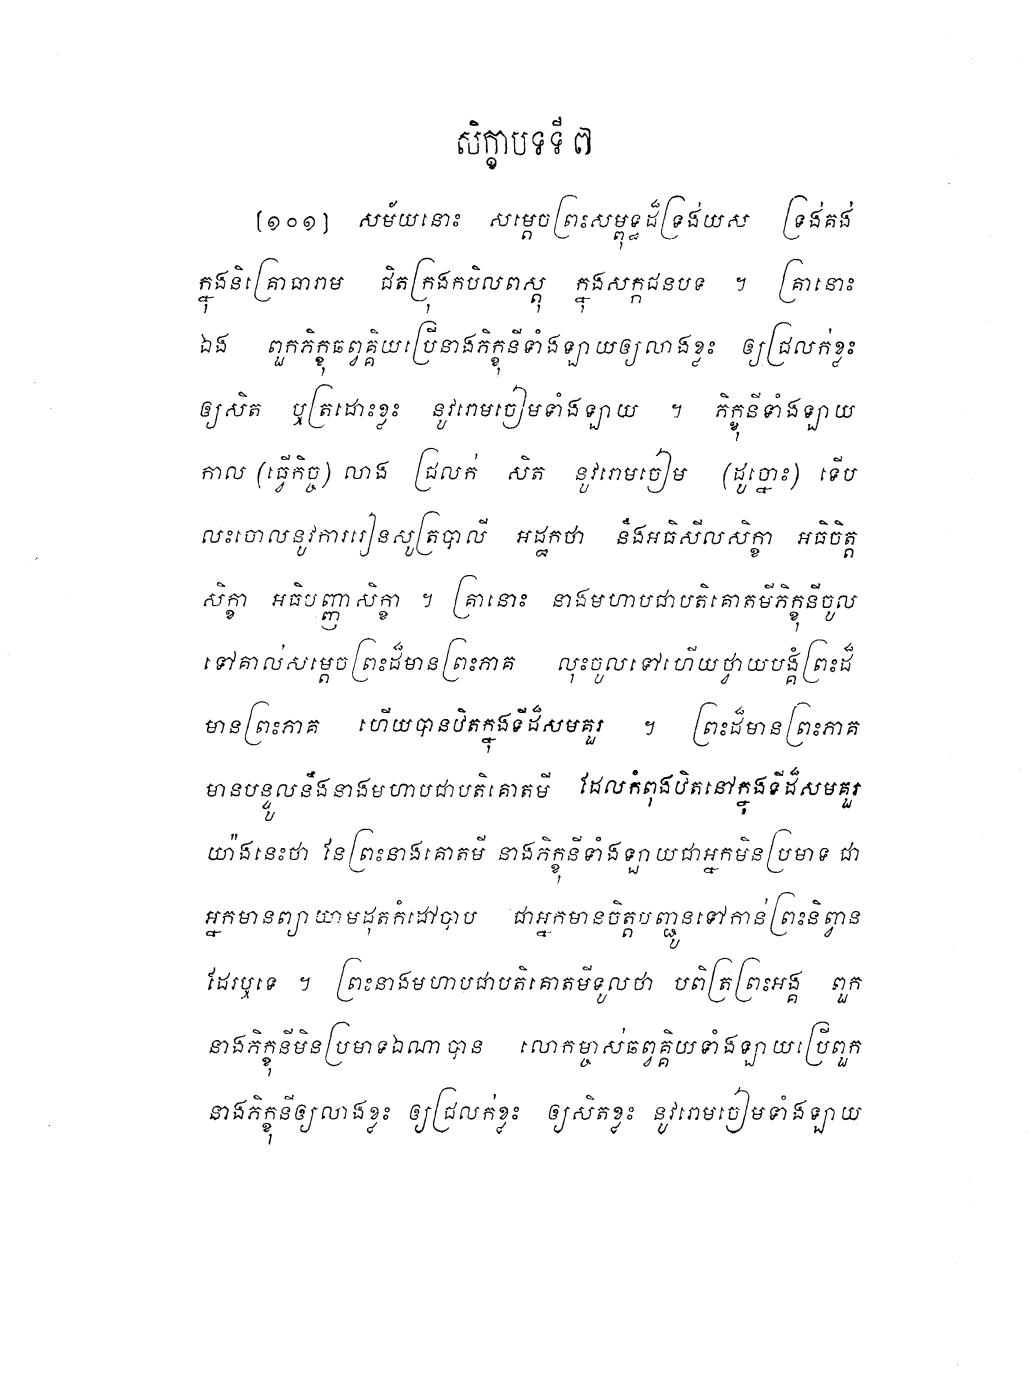 សិក្ខាបទទី ៧
[១០១] សម័យនោះ សម្តេចព្រះសម្ពុទ្ធដ៏ទ្រង់យស ទ្រង់គង់
ក្នុងនិគ្រោធារាម ជិតក្រុងកបិលពស្តុ ក្នុងសក្កជនបទ ។ គ្រានោះ
ឯង ពួកភិក្ខុឆព្វគ្គិយប្រើនាងភិក្ខុនីទាំងឡាយឲ្យលាងខ្លះ ឲ្យជ្រលក់ខ្លះ
ឲ្យសិត ឬត្រដោះខ្លះ នូវរោមចៀមទាំងឡាយ ។ ភិក្ខុនីទាំងឡាយ
កាល (ធ្វើកិច្ច) លាង ជ្រលក់ សិត នូវរោមចៀម (ដូច្នោះ) ទើប
លះចោលនូវការរៀនសូត្របាលី អដ្ឋកថា និងអធិសីលសិក្ខា អធិចិត្ត
សិក្ខា អធិបញ្ញាសិក្ខា ។ គ្រានោះ នាងមហាបជាបតិគោតមីភិក្ខុនីចូល
ទៅគាល់សម្តេចព្រះដ៏មានព្រះភាគ លុះចូលទៅហើយថ្វាយបង្គំព្រះដ៏
មានព្រះភាគ ហើយបានឋិតក្នុងទីដ៏សមគួរ ។ ព្រះដ៏មានព្រះភាគ
មានបន្ទូលនឹងនាងមហាបជាបតិគោតមី ដែលកំពុងឋិតនៅក្នុងទីដ៏សមគួរ
យ៉ាងនេះថា នែព្រះនាងគោតមី នាងភិក្ខុនីទាំងឡាយជាអ្នកមិនប្រមាទ ជា
អ្នកមានព្យាយាមដុតកំដៅបាប ជាអ្នកមានចិត្តបញ្ជូនទៅកាន់ព្រះនិព្វាន
ដែរឬទេ ។ ព្រះនាងមហាបជាបតិគោតមីទូលថា បពិត្រព្រះអង្គ ពួក
នាងភិក្ខុនីមិនប្រមាទឯណាបាន លោកម្ចាស់ឆព្វគ្គិយទាំងឡាយប្រើពួក
នាងភិក្ខុនីឲ្យលាងខ្លះ ឲ្យជ្រលក់ខ្លះ ឲ្យសិតខ្លះ នូវរោមចៀមទាំងឡាយ